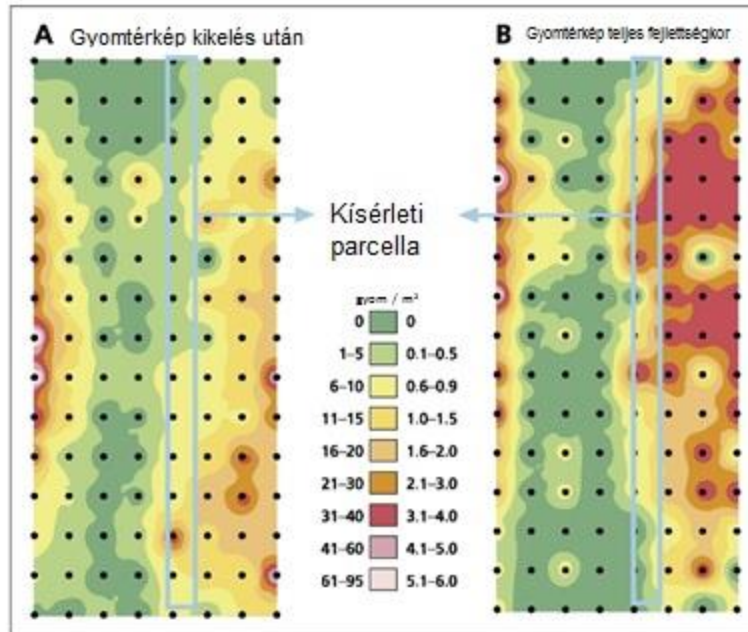 A Gyomtérkép kikelés után
B Gyomtérkép teljes fejlettségkor
Kísérleti
parcella
gyom / m²
0 0
1–5 0.1–0.5
6–10 0.6–0.9
11–15 1.0–1.5
16–20 1.6–2.0
21–30 2.1–3.0
31–40 3.1–4.0
41–60 4.1–5.0
61–95 5.1–6.0